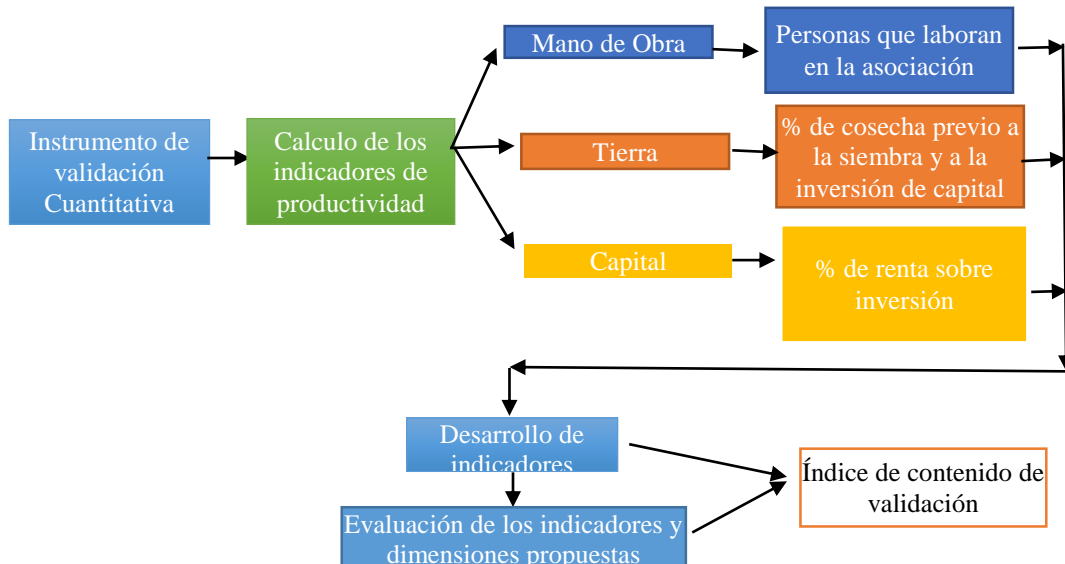 Instrumento de
validación
Cuantitativa
Calculo de los
indicadores de
productividad
Mano de Obra
Personas que laboran
en la asociación
Tierra
% de cosecha previo a
la siembra y a la
inversión de capital
Capital
% de renta sobre
inversión
Desarrollo de
indicadores
Evaluación de los indicadores y
dimensiones propuestas
Índice de contenido de
validación